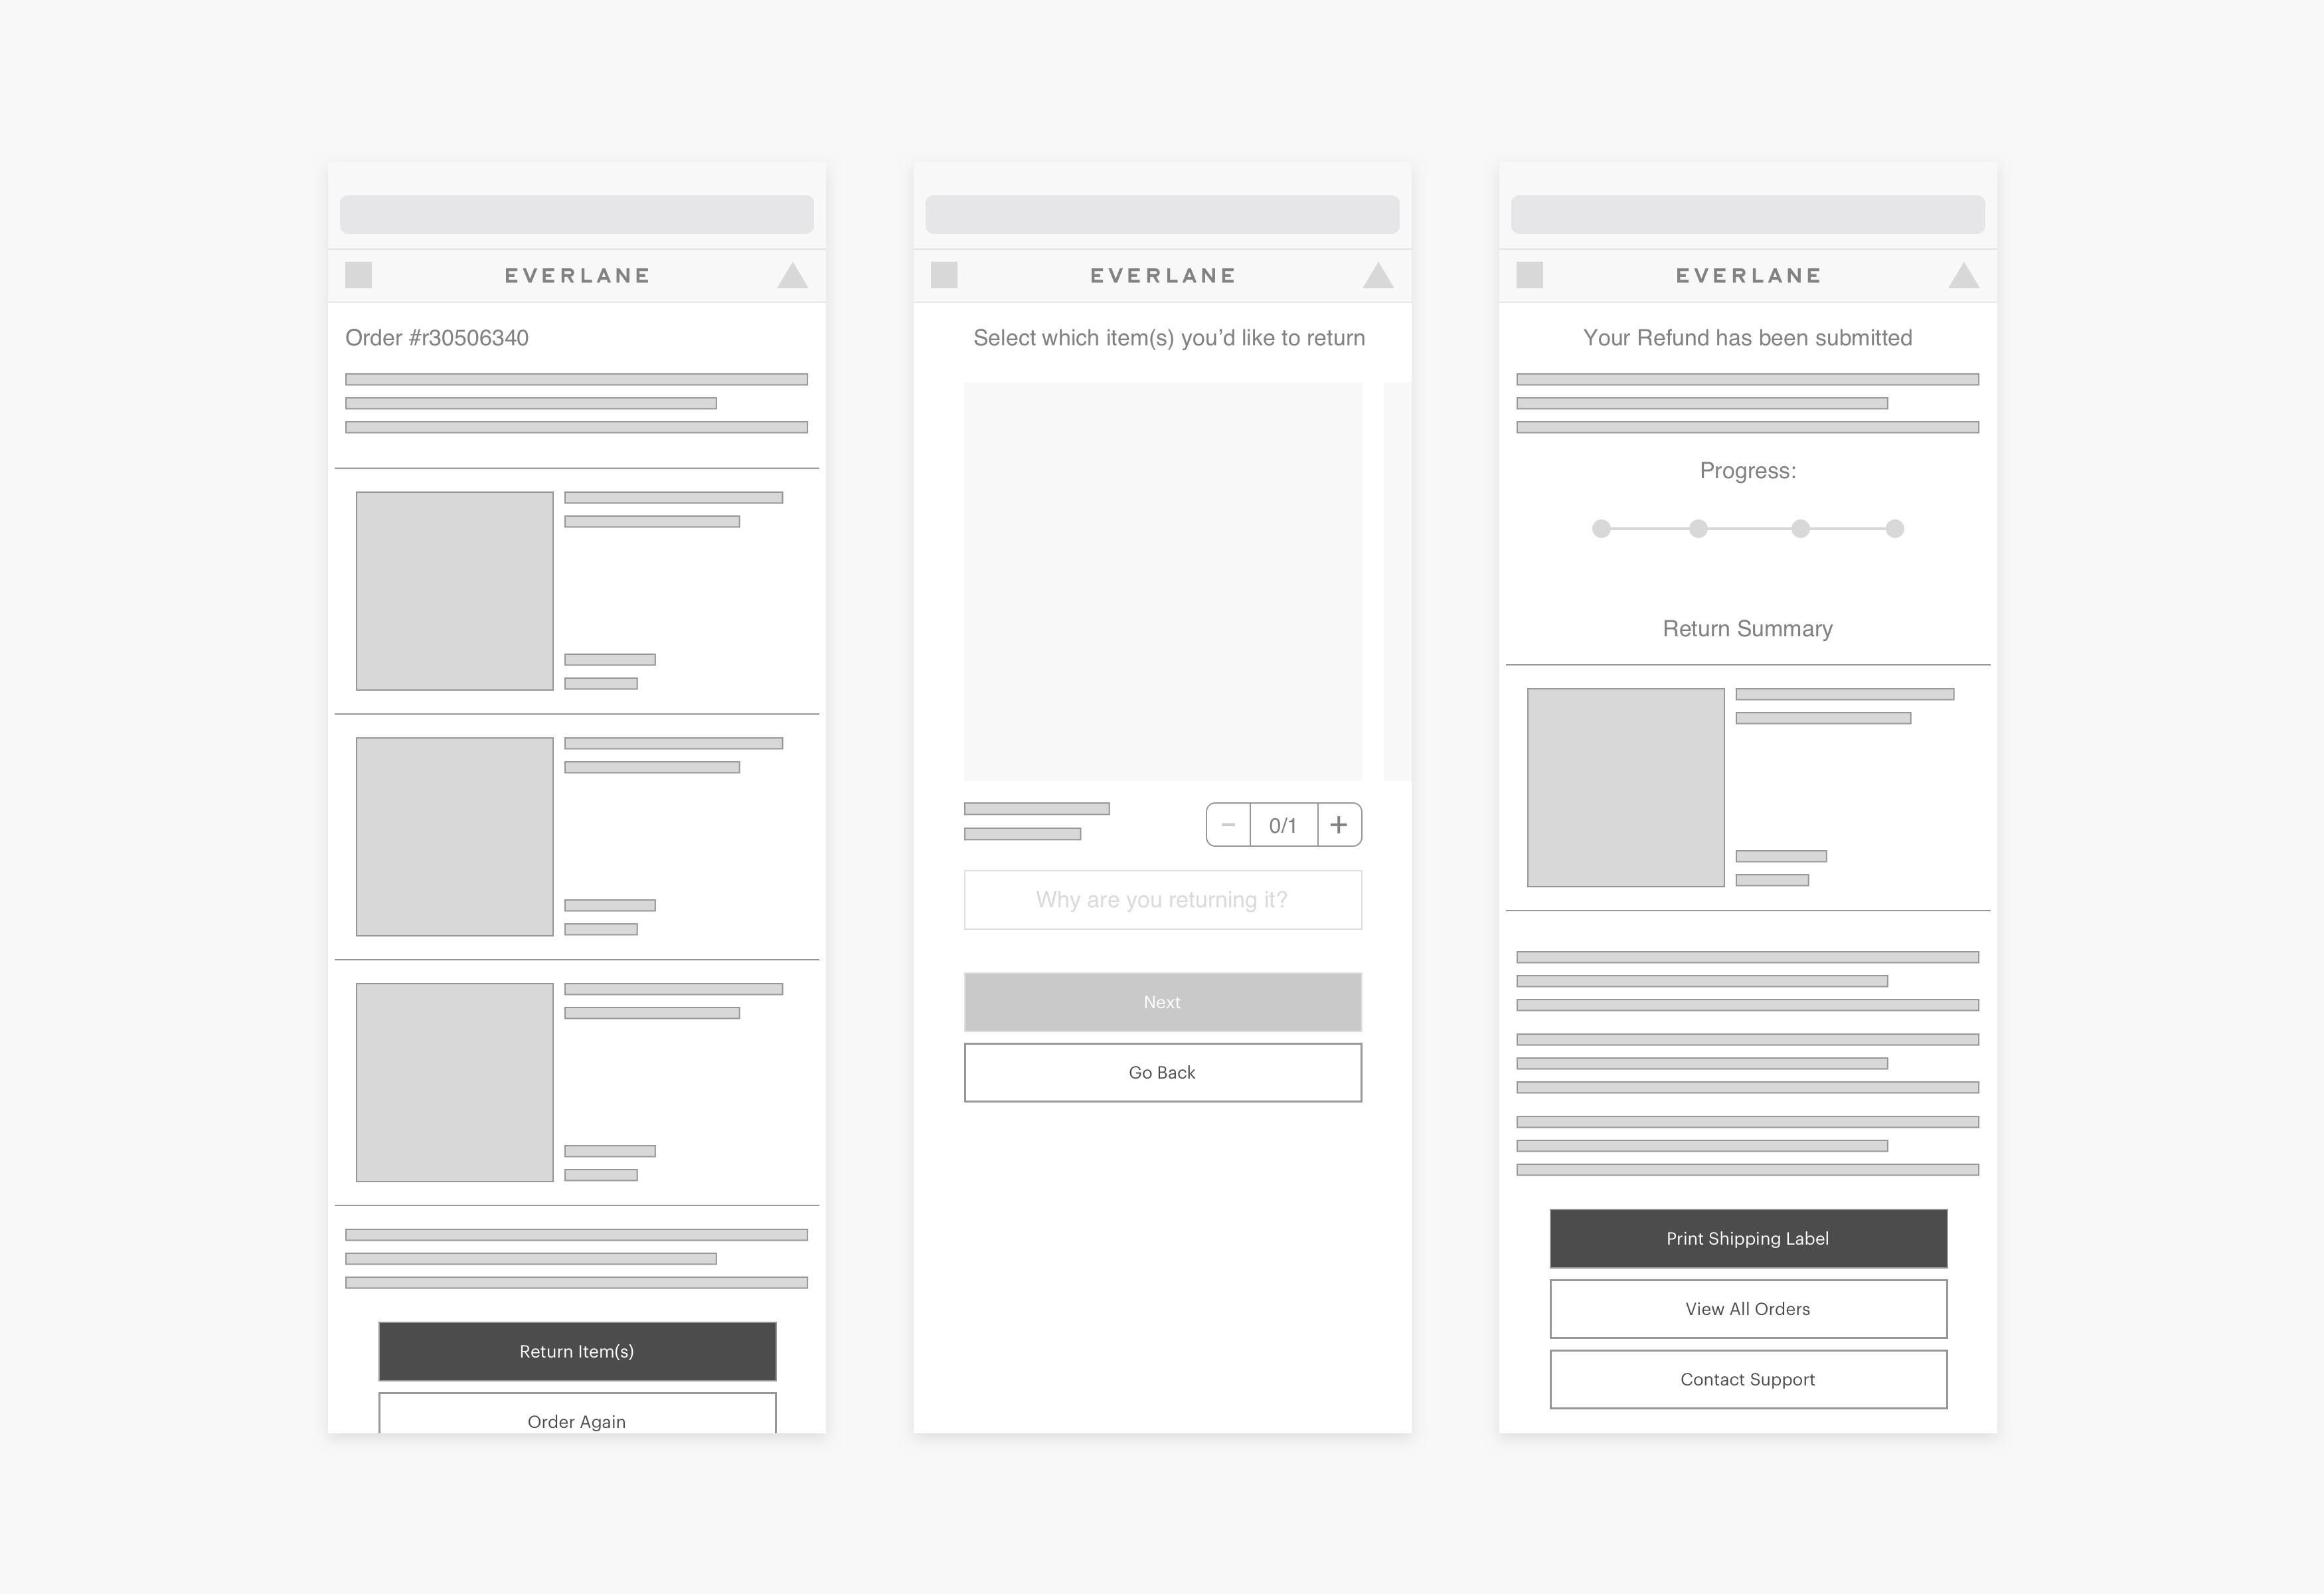 EVERLANE
Order #r30506340
Return Item(s)
Order Again
EVERLANE
Select which item(s) you’d like to return
− 0/1 +
Why are you returning it?
Next
Go Back
EVERLANE
Your Refund has been submitted
Progress:
Return Summary
Print Shipping Label
View All Orders
Contact Support